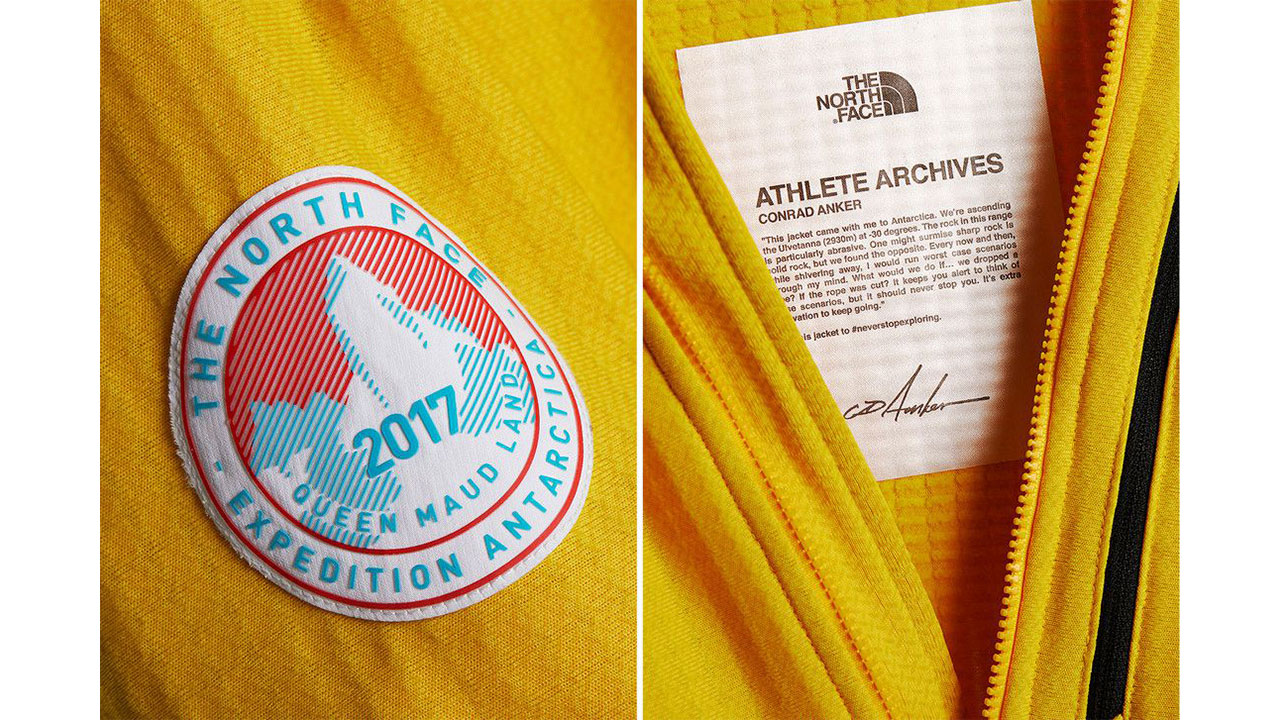 THE NORTH FACE -
- EXPEDITION ANTARCTICA -
2017
QUEEN MAUD LAND
THE
NORTH
FACE
ATHLETE ARCHIVES
CONRAD ANKER
"This jacket came with me to Antarctica. We're ascending
the Ulvetanna (2930m) at -30 degrees. The rock in this range
is particularly abrasive. One might surmise sharp rock is
rock, but we found the opposite. Every now and then,
shivering away, I would run worst case scenarios
my mind. What would we do if... we dropped a
If the rope was cut? It keeps you alert to think of
scenarios, but it should never stop you. It's extra
to keep going."
jacket to #neverstopexploring.
Anker